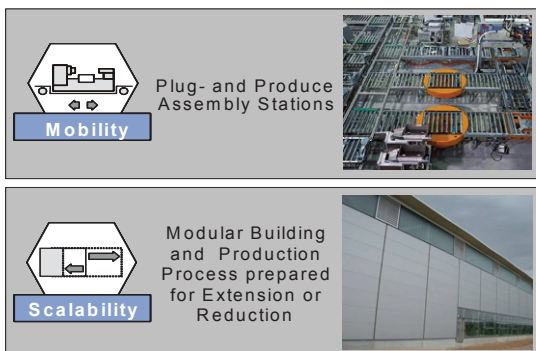 Plug- and Produce
Assembly Stations
Mobility
Modular Building
and Production
Process prepared
for Extension or
Reduction
Scalability